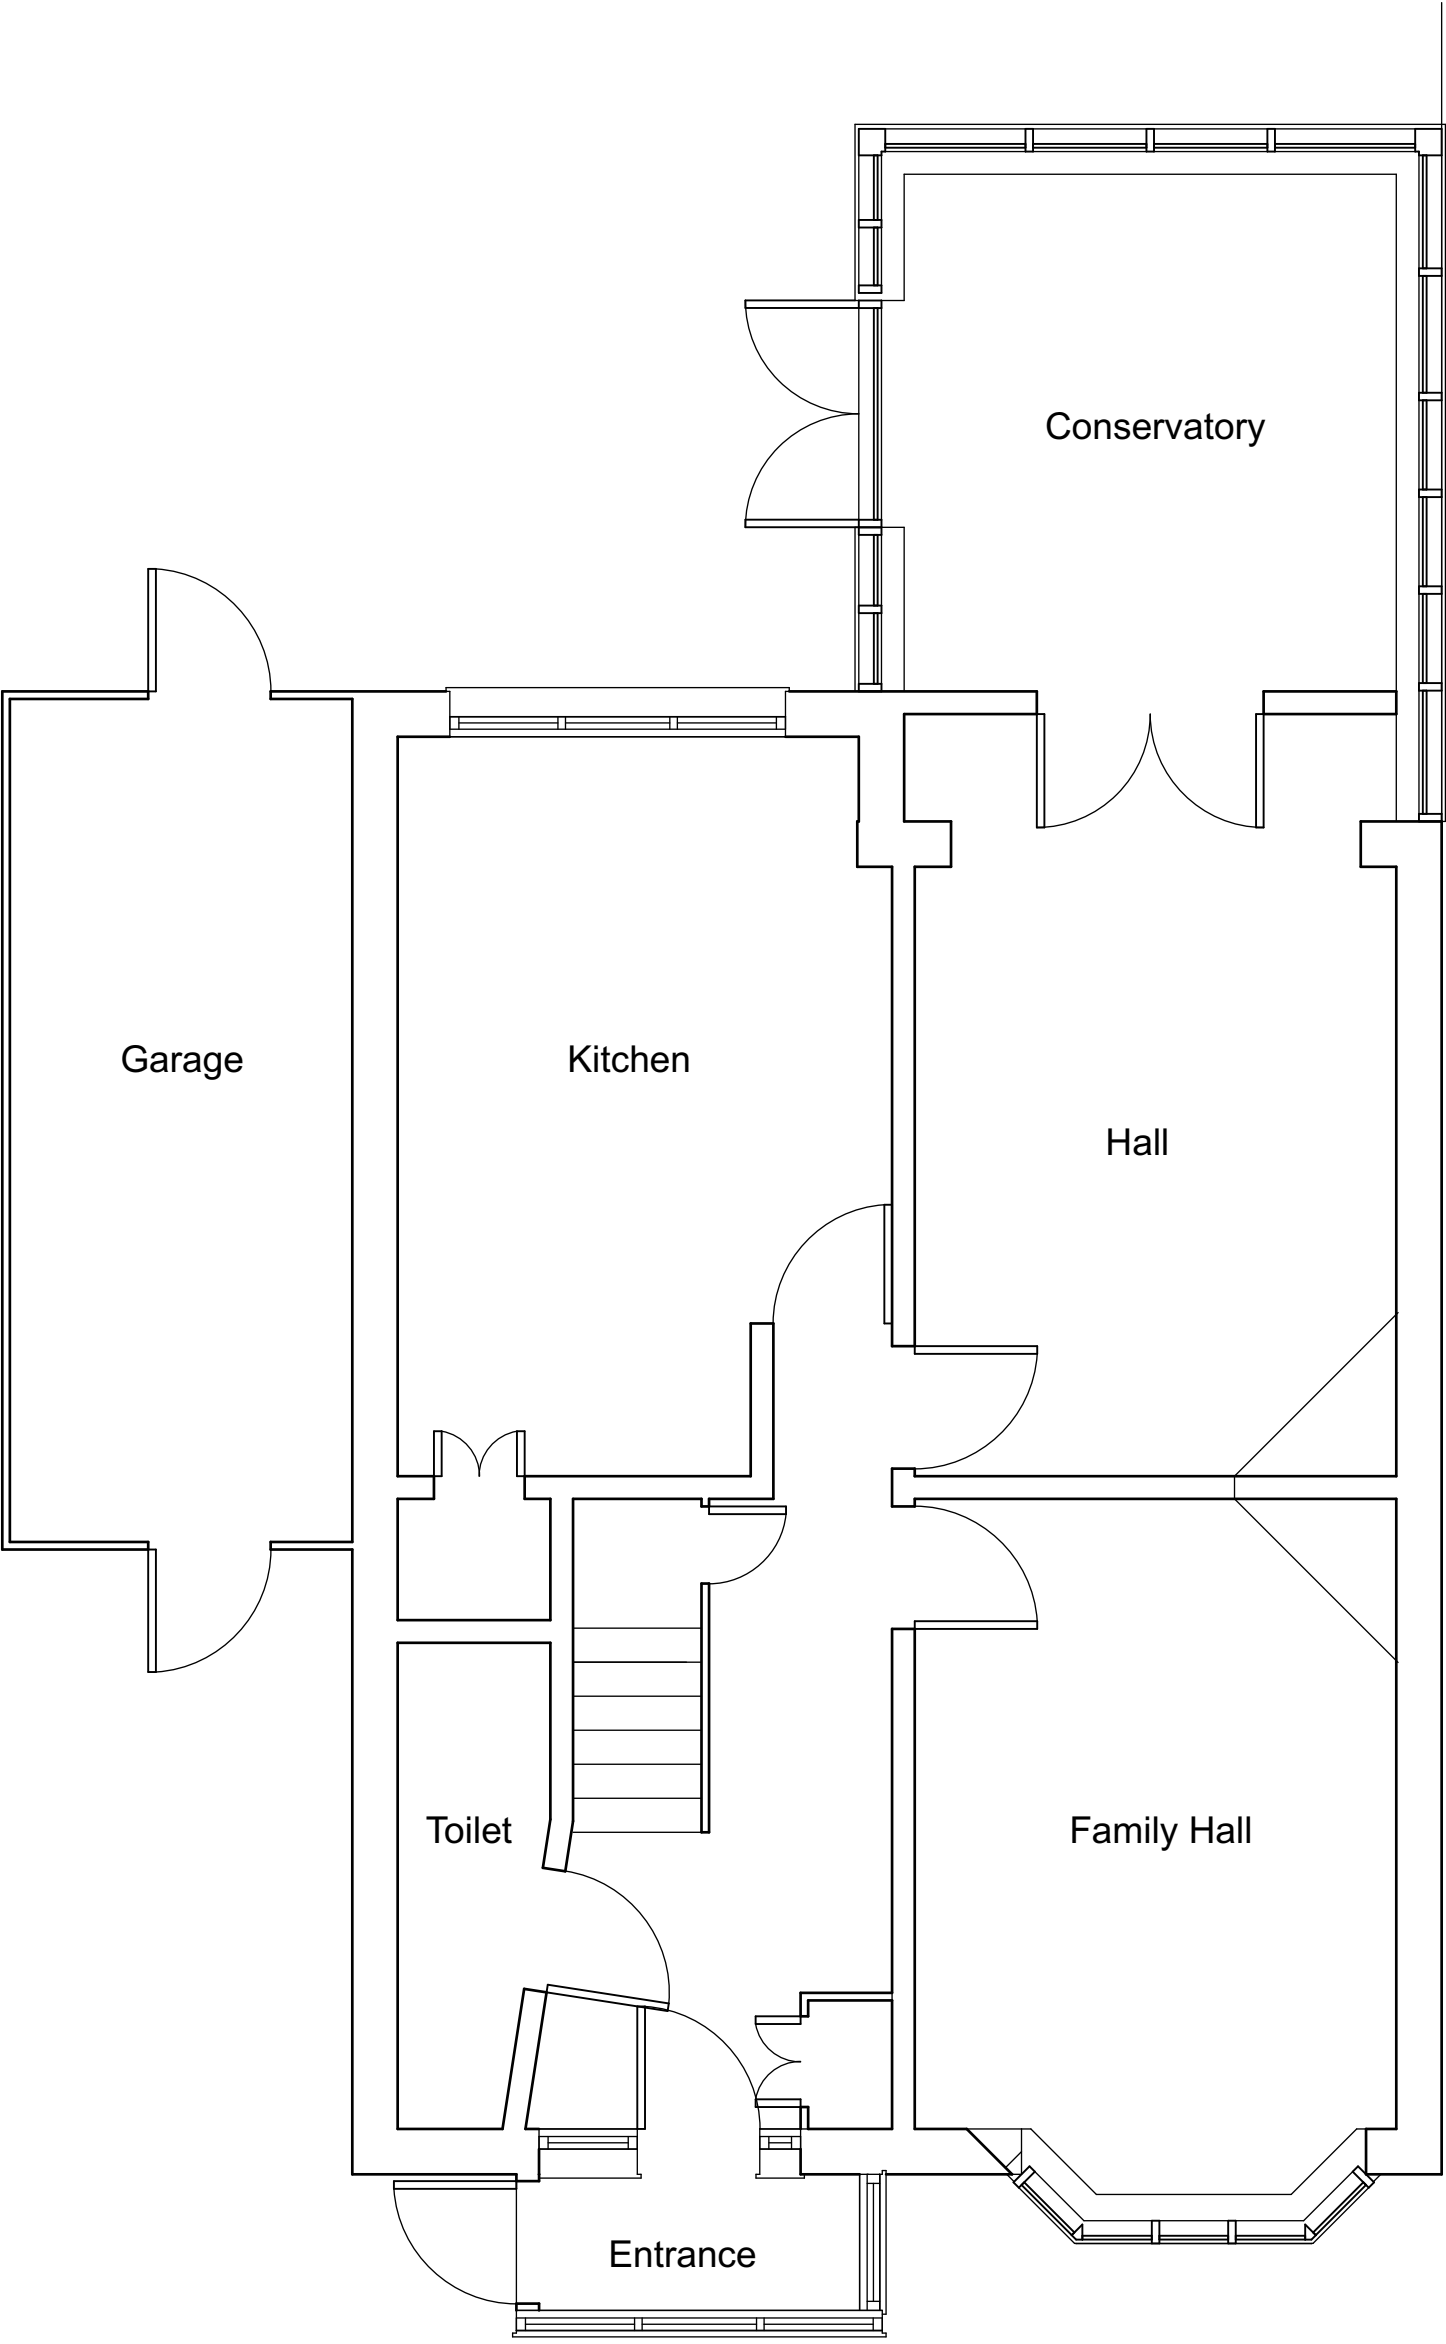 Conservatory
Garage
Kitchen
Hall
Toilet
Family Hall
Entrance